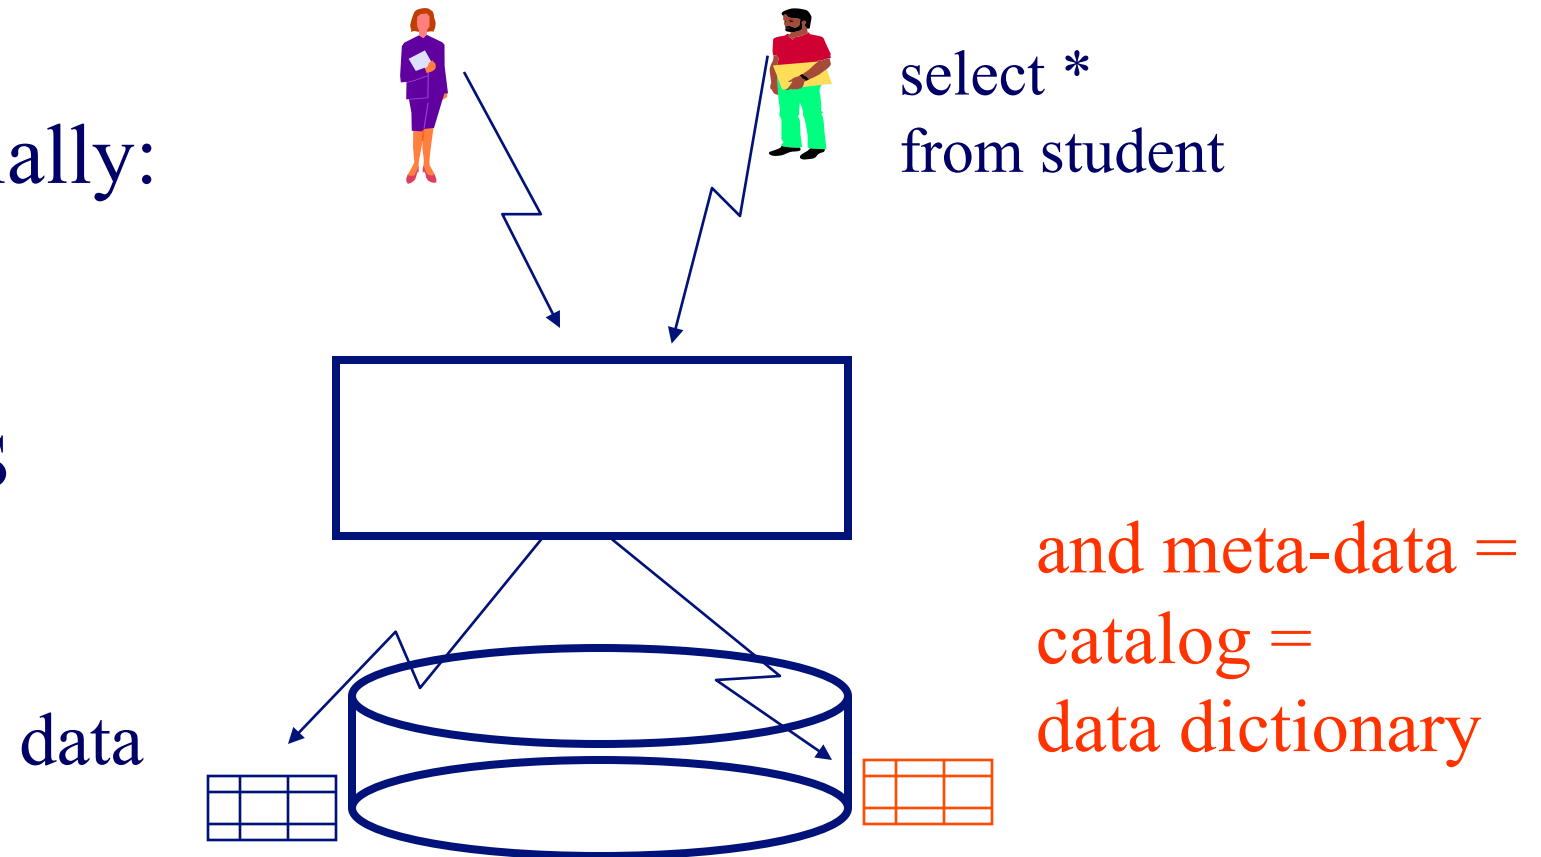 select *
from student
ally:
s
and meta-data =
catalog =
data dictionary
data